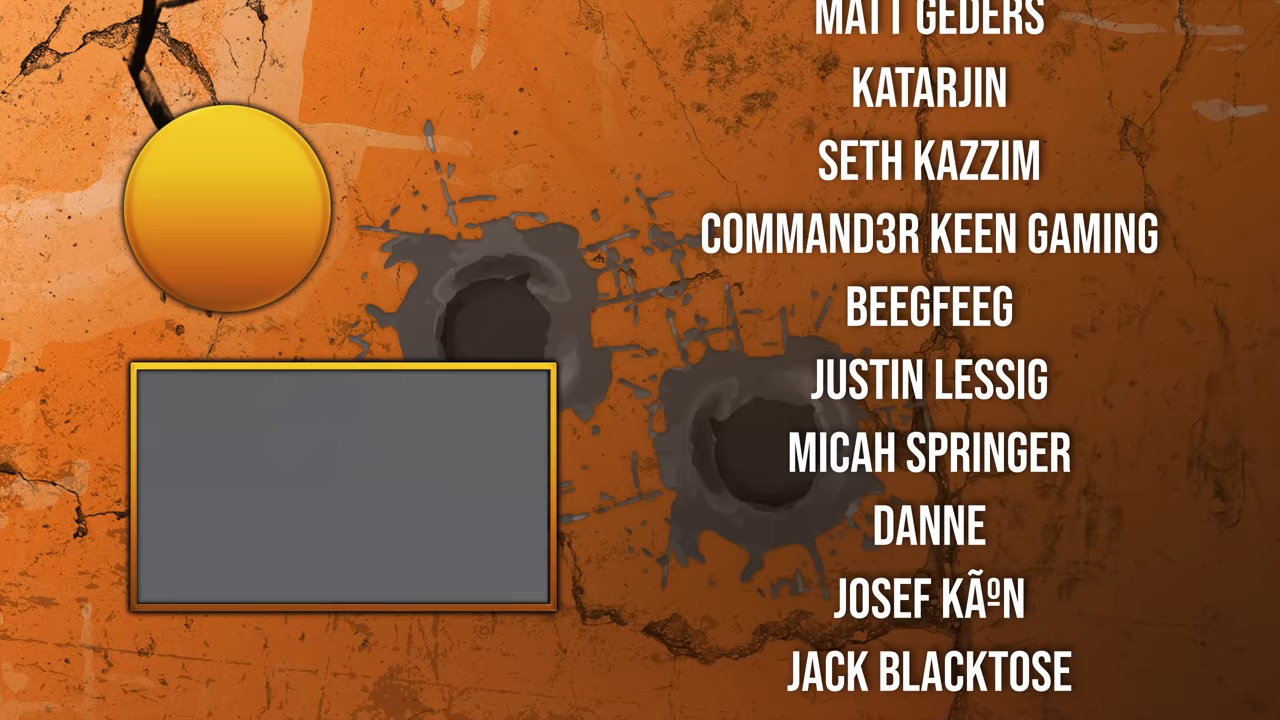 MATT GEDERS
KATARJIN
SETH KAZZIM
COMMAND3R KEEN GAMING
BEEGFEEG
JUSTIN LESSIG
MICAH SPRINGER
DANNE
JOSEF KÃºN
JACK BLACKTOSE